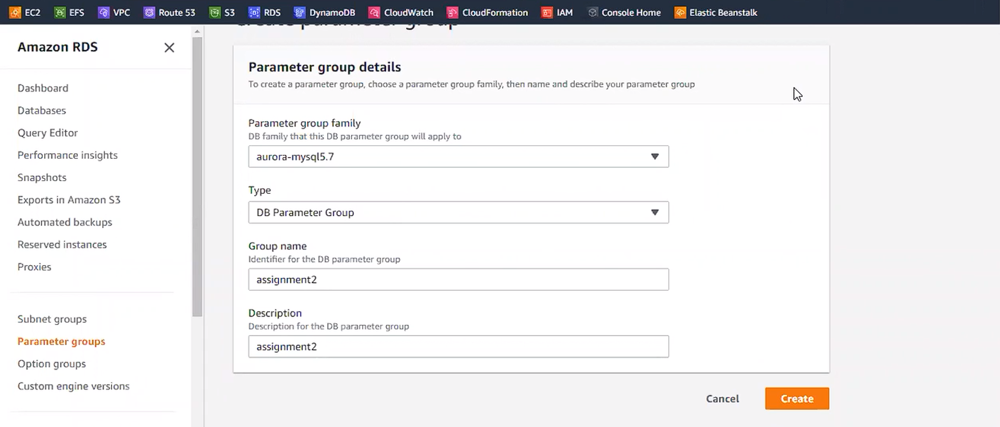 EC2 EFS VPC Route 53 S3 RDS DynamoDB CloudWatch CloudFormation IAM Console Home Elastic Beanstalk
Create parameter group
Amazon RDS
Dashboard
Databases
Query Editor
Performance insights
Snapshots
Exports in Amazon S3
Automated backups
Reserved instances
Proxies
Subnet groups
Parameter groups
Option groups
Custom engine versions
Parameter group details
To create a parameter group, choose a parameter group family, then name and describe your parameter group
Parameter group family
DB family that this DB parameter group will apply to
aurora-mysql5.7
Type
DB Parameter Group
Group name
Identifier for the DB parameter group
assignment2
Description
Description for the DB parameter group
assignment2
Cancel Create